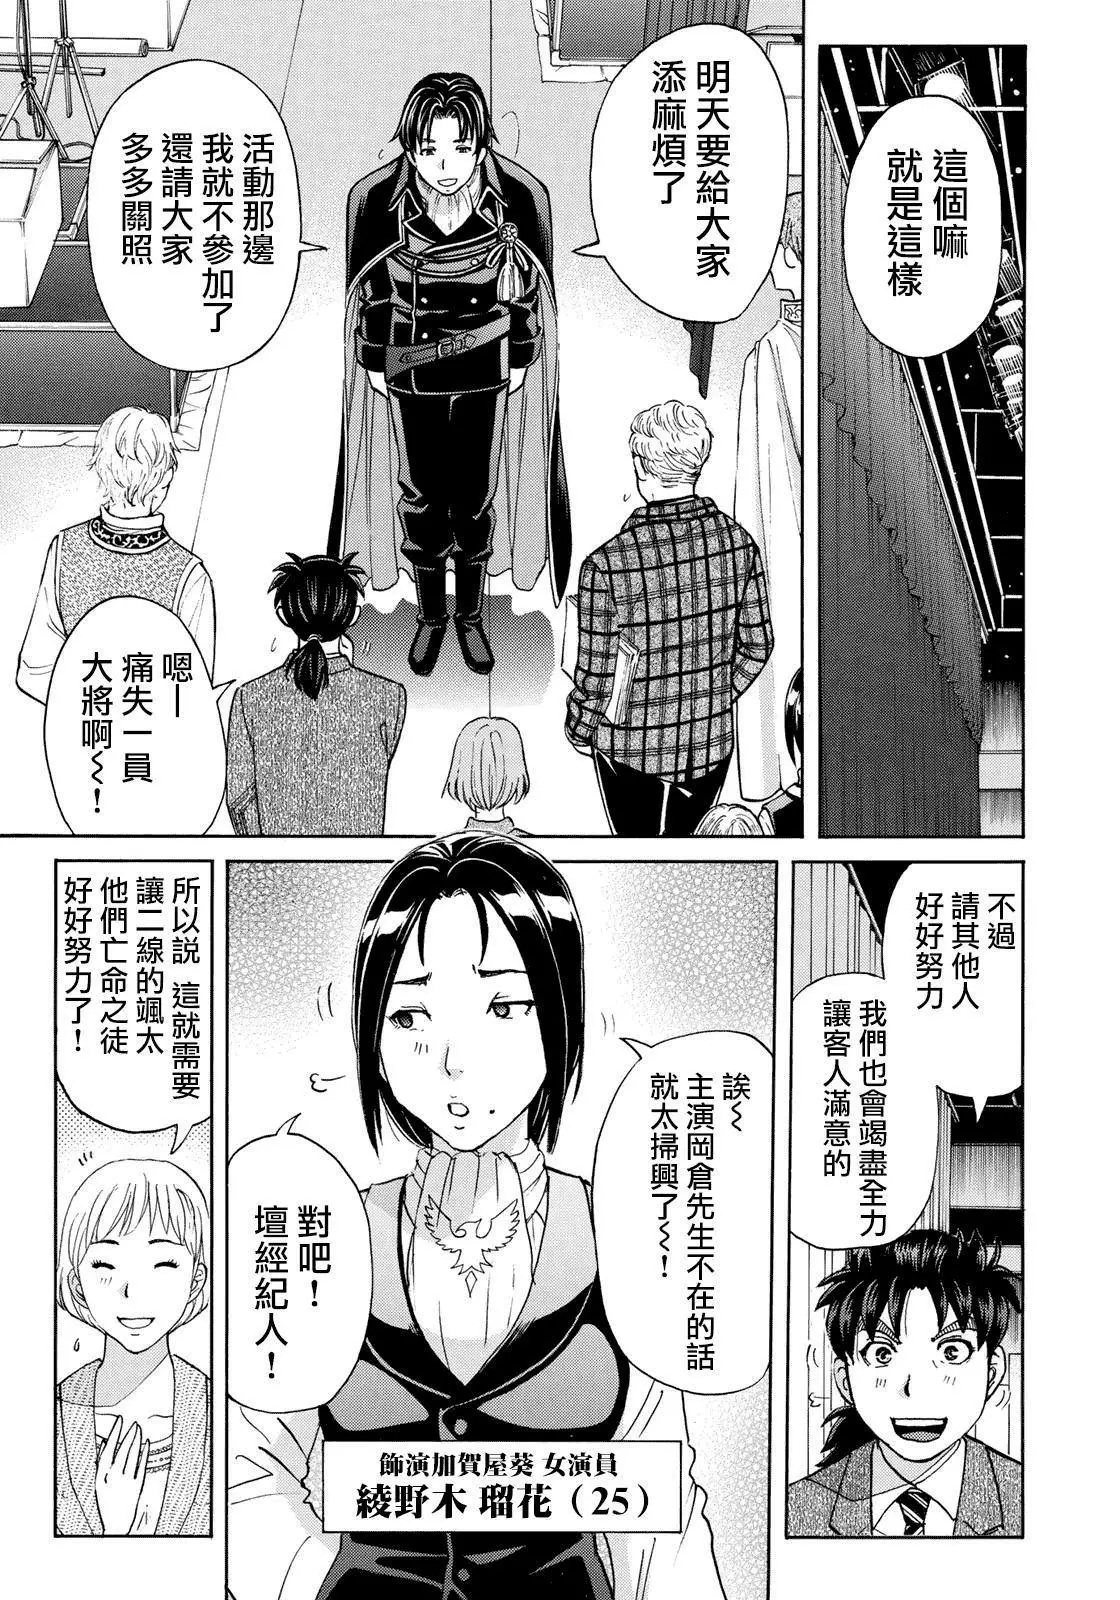 這個嘛
就是這樣
明天要給大家
添麻煩了
活動那邊
我就不參加了
還請大家
多多關照
嗯ー
痛失一員
大將啊～！
不過
請其他人
好好努力
我們也會竭盡全力
讓客人滿意的
誒～
主演岡倉先生不在的話
就太掃興了～！
對吧！
壇經紀人！
飾演加賀屋葵 女演員
綾野木 瑠花（25）
所以說 這就需要
讓二線的颯太
他們亡命之徒
好好努力了！